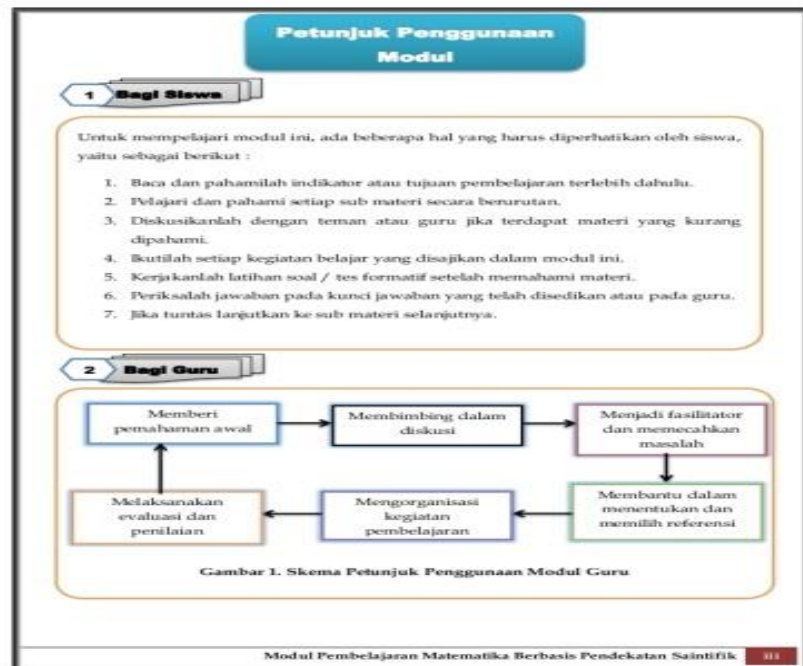 Petunjuk Penggunaan
Modul
1 Bagi Siswa
Untuk mempelajari modul ini, ada beberapa hal yang harus diperhatikan oleh siswa,
yaitu sebagai berikut :
1. Baca dan pahamilah indikator atau tujuan pembelajaran terlebih dahulu.
2. Pelajari dan pahami setiap sub materi secara berurutan.
3. Diskusikanlah dengan teman atau guru jika terdapat materi yang kurang
dipahami.
4. Ikutilah setiap kegiatan belajar yang disajikan dalam modul ini.
5. Kerjakanlah latihan soal / tes formatif setelah memahami materi.
6. Periksalah jawaban pada kunci jawaban yang telah disedikan atau pada guru.
7. Jika tuntas lanjutkan ke sub materi selanjutnya.
2 Bagi Guru
Memberi
pemahaman awal
Membimbing dalam
diskusi
Menjadi fasilitator
dan memecahkan
masalah
Membantu dalam
menentukan dan
memilih referensi
Mengorganisasi
kegiatan
pembelajaran
Melaksanakan
evaluasi dan
penilaian
Gambar 1. Skema Petunjuk Penggunaan Modul Guru
Modul Pembelajaran Matematika Berbasis Pendekatan Saintifik iii